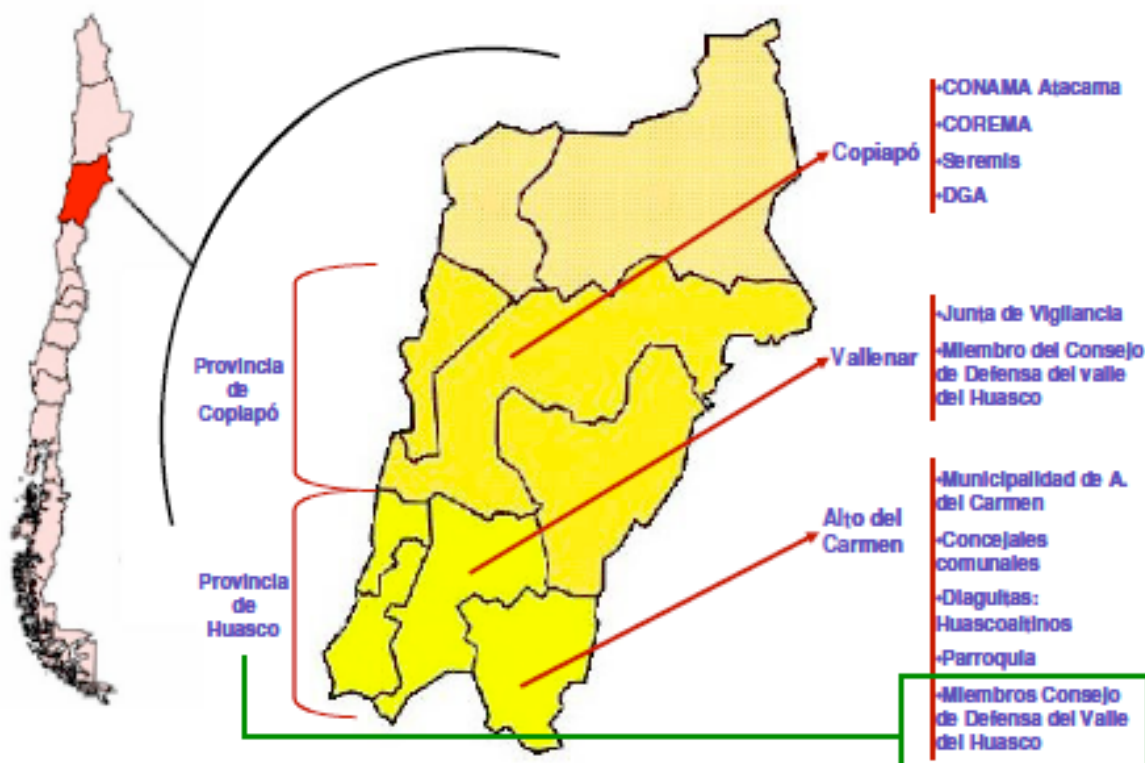 Provincia
de
Copiapó
Provincia
de
Huasco
Copiapó
•CONAMA Atacama
•COREMA
•Seremis
•DGA
Vallenar
•Junta de Vigilancia
•Miembro del Consejo
de Defensa del valle
del Huasco
Alto del
Carmen
•Municipalidad de A.
del Carmen
•Concejales
comunales
•Diaguitas:
Huascoaltinos
•Parroquia
•Miembros Consejo
de Defensa del Valle
del Huasco